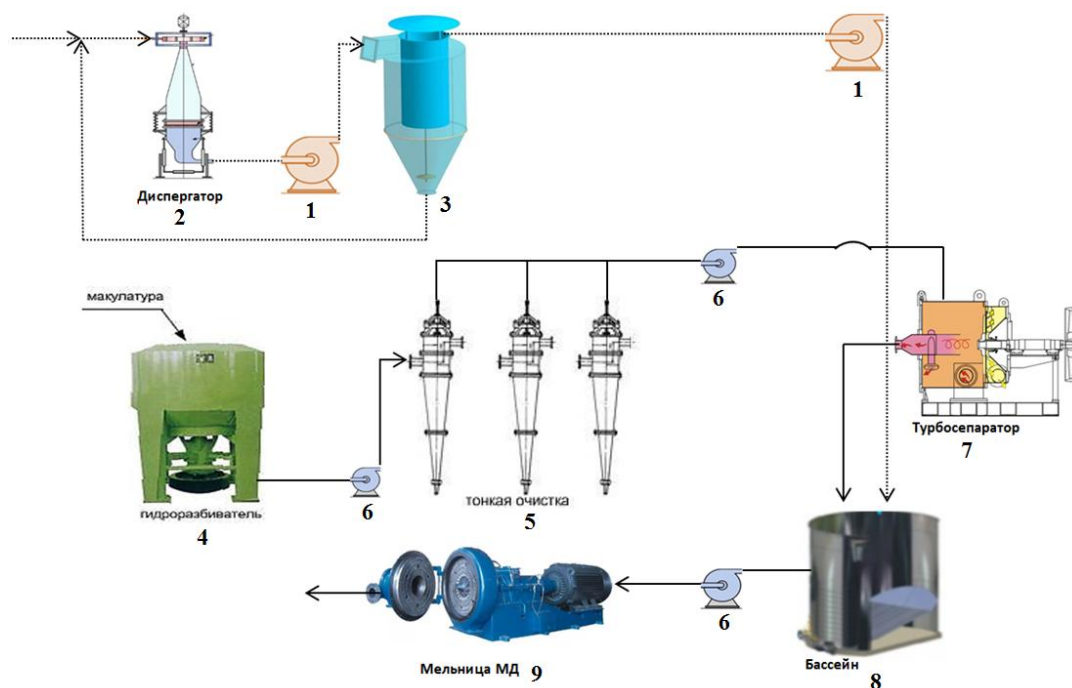 1
Диспергатор
2
1
3
6
макулатура
Турбосепаратор
7
гидроразбиватель
4
6
тонкая очистка
5
6
Мельница МД 9
Бассейн
8